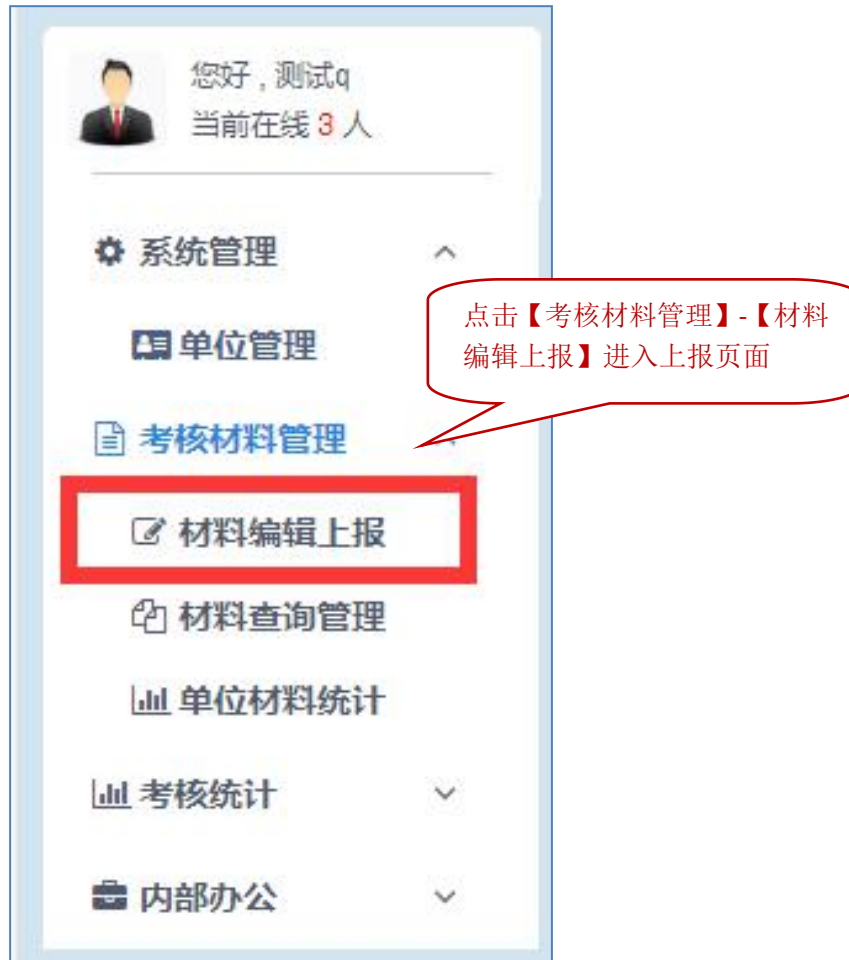 您好 , 测试q
当前在线 3 人
系统管理
单位管理
点击【考核材料管理】-【材料
编辑上报】进入上报页面
考核材料管理
材料编辑上报
材料查询管理
单位材料统计
考核统计
内部办公